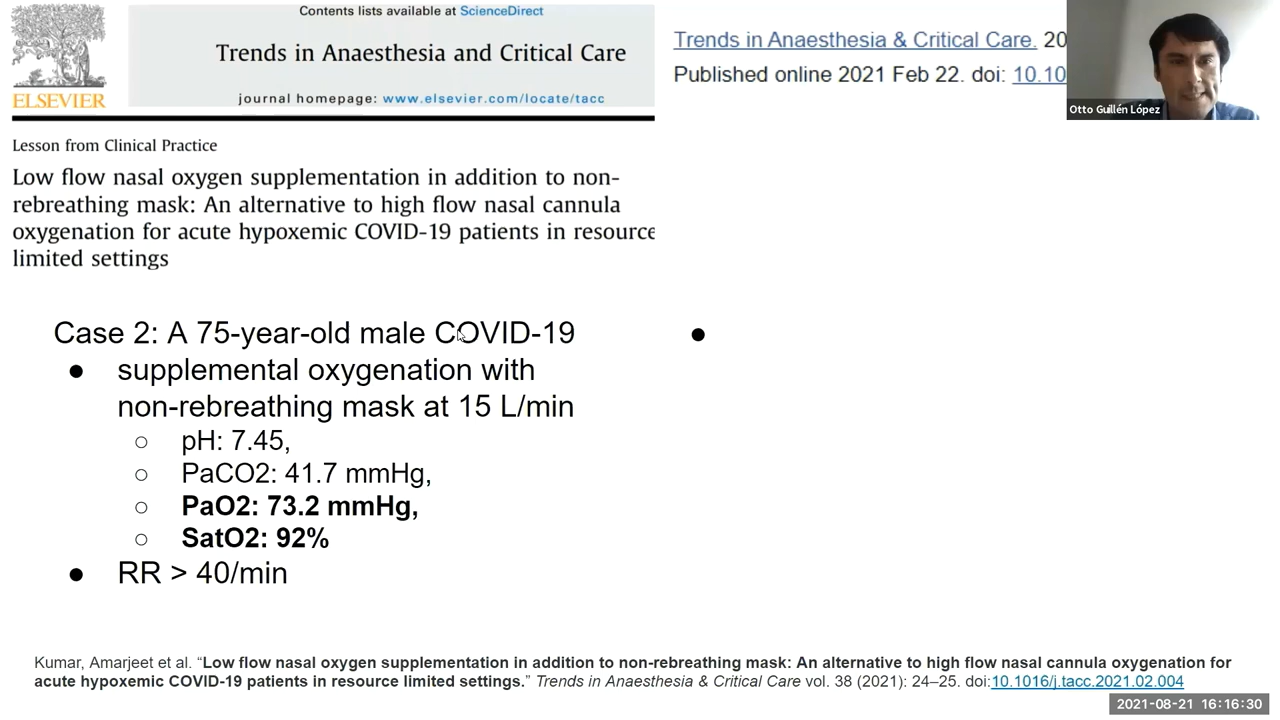 Contents lists available at ScienceDirect
Trends in Anaesthesia and Critical Care
journal homepage: www.elsevier.com/locate/tacc
ELSEVIER
Trends in Anaesthesia & Critical Care. 20
Published online 2021 Feb 22. doi: 10.10
Otto Guillén López
Lesson from Clinical Practice
Low flow nasal oxygen supplementation in addition to non-
rebreathing mask: An alternative to high flow nasal cannula
oxygenation for acute hypoxemic COVID-19 patients in resource
limited settings
Case 2: A 75-year-old male COVID-19
● supplemental oxygenation with
non-rebreathing mask at 15 L/min
○ pH: 7.45,
○ PaCO2: 41.7 mmHg,
○ PaO2: 73.2 mmHg,
○ SatO2: 92%
● RR > 40/min
●
Kumar, Amarjeet et al. “Low flow nasal oxygen supplementation in addition to non-rebreathing mask: An alternative to high flow nasal cannula oxygenation for
acute hypoxemic COVID-19 patients in resource limited settings.” Trends in Anaesthesia & Critical Care vol. 38 (2021): 24–25. doi:10.1016/j.tacc.2021.02.004
2021-08-21 16:16:30